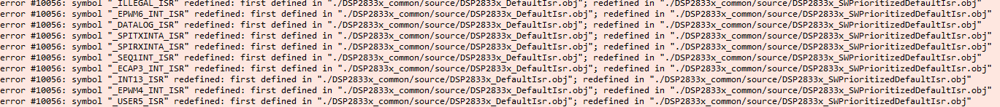 error #10056: symbol "_ILLEGAL_ISR" redefined: first defined in "./DSP2833x_common/source/DSP2833x_DefaultIsr.obj"; redefined in "./DSP2833x_common/source/DSP2833x_SWPrioritizedDefaultIsr.obj"
error #10056: symbol "_EPWM6_INT_ISR" redefined: first defined in "./DSP2833x_common/source/DSP2833x_DefaultIsr.obj"; redefined in "./DSP2833x_common/source/DSP2833x_SWPrioritizedDefaultIsr.obj"
error #10056: symbol "_DATALOG_ISR" redefined: first defined in "./DSP2833x_common/source/DSP2833x_DefaultIsr.obj"; redefined in "./DSP2833x_common/source/DSP2833x_SWPrioritizedDefaultIsr.obj"
error #10056: symbol "_SPITXINTA_ISR" redefined: first defined in "./DSP2833x_common/source/DSP2833x_DefaultIsr.obj"; redefined in "./DSP2833x_common/source/DSP2833x_SWPrioritizedDefaultIsr.obj"
error #10056: symbol "_SPIRXINTA_ISR" redefined: first defined in "./DSP2833x_common/source/DSP2833x_DefaultIsr.obj"; redefined in "./DSP2833x_common/source/DSP2833x_SWPrioritizedDefaultIsr.obj"
error #10056: symbol "_SEQ1INT_ISR" redefined: first defined in "./DSP2833x_common/source/DSP2833x_DefaultIsr.obj"; redefined in "./DSP2833x_common/source/DSP2833x_SWPrioritizedDefaultIsr.obj"
error #10056: symbol "_ECAP3_INT_ISR" redefined: first defined in "./DSP2833x_common/source/DSP2833x_DefaultIsr.obj"; redefined in "./DSP2833x_common/source/DSP2833x_SWPrioritizedDefaultIsr.obj"
error #10056: symbol "_INT13_ISR" redefined: first defined in "./DSP2833x_common/source/DSP2833x_DefaultIsr.obj"; redefined in "./DSP2833x_common/source/DSP2833x_SWPrioritizedDefaultIsr.obj"
error #10056: symbol "_EPWM4_INT_ISR" redefined: first defined in "./DSP2833x_common/source/DSP2833x_DefaultIsr.obj"; redefined in "./DSP2833x_common/source/DSP2833x_SWPrioritizedDefaultIsr.obj"
error #10056: symbol "_USER5_ISR" redefined: first defined in "./DSP2833x_common/source/DSP2833x_DefaultIsr.obj"; redefined in "./DSP2833x_common/source/DSP2833x_SWPrioritizedDefaultIsr.obj"